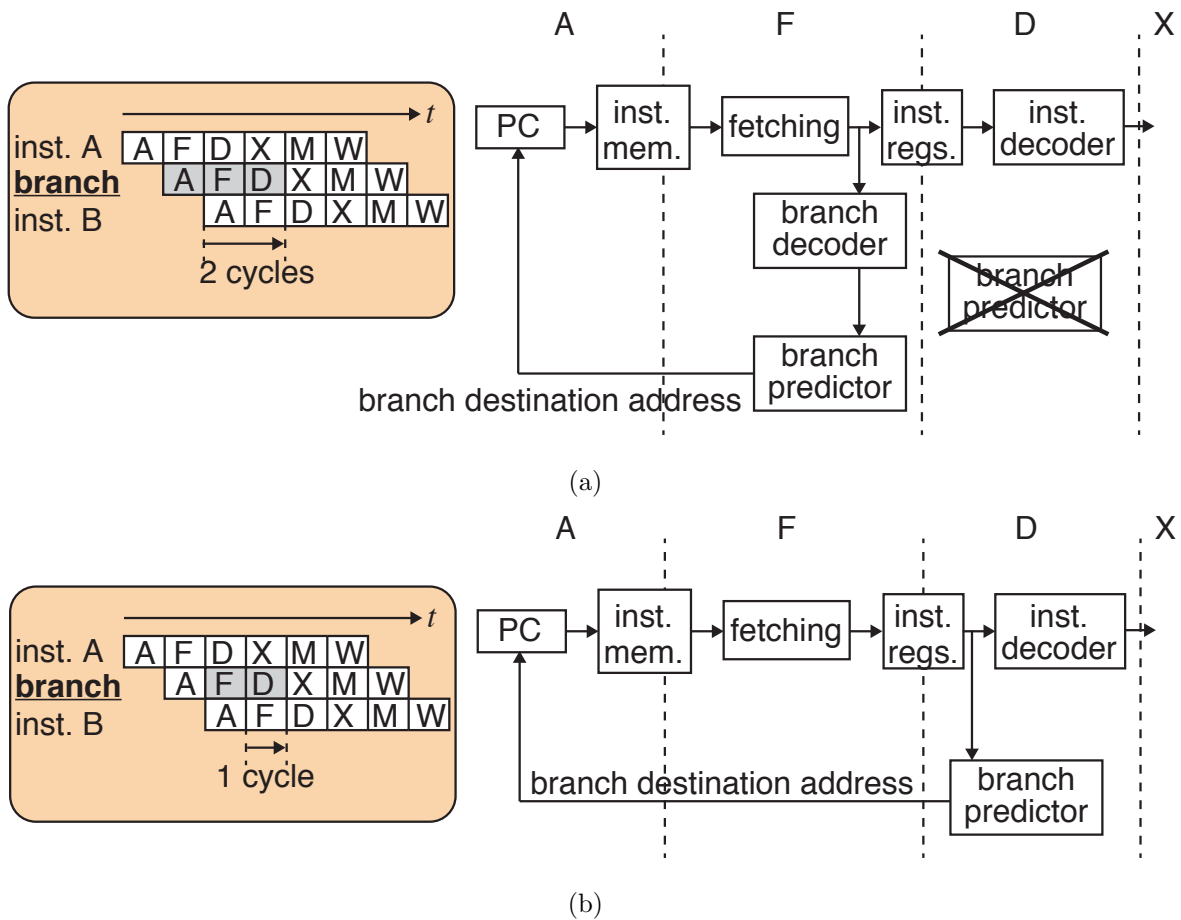 A F D X
t
inst. A A F D X M W
branch A F D X M W
inst. B A F D X M W
2 cycles
PC
inst.
mem.
fetching
inst.
regs.
inst.
decoder
branch
decoder
branch
predictor
branch
predictor
branch destination address
(a)
A F D X
t
inst. A A F D X M W
branch A F D X M W
inst. B A F D X M W
1 cycle
PC
inst.
mem.
fetching
inst.
regs.
inst.
decoder
branch destination address
branch
predictor
(b)